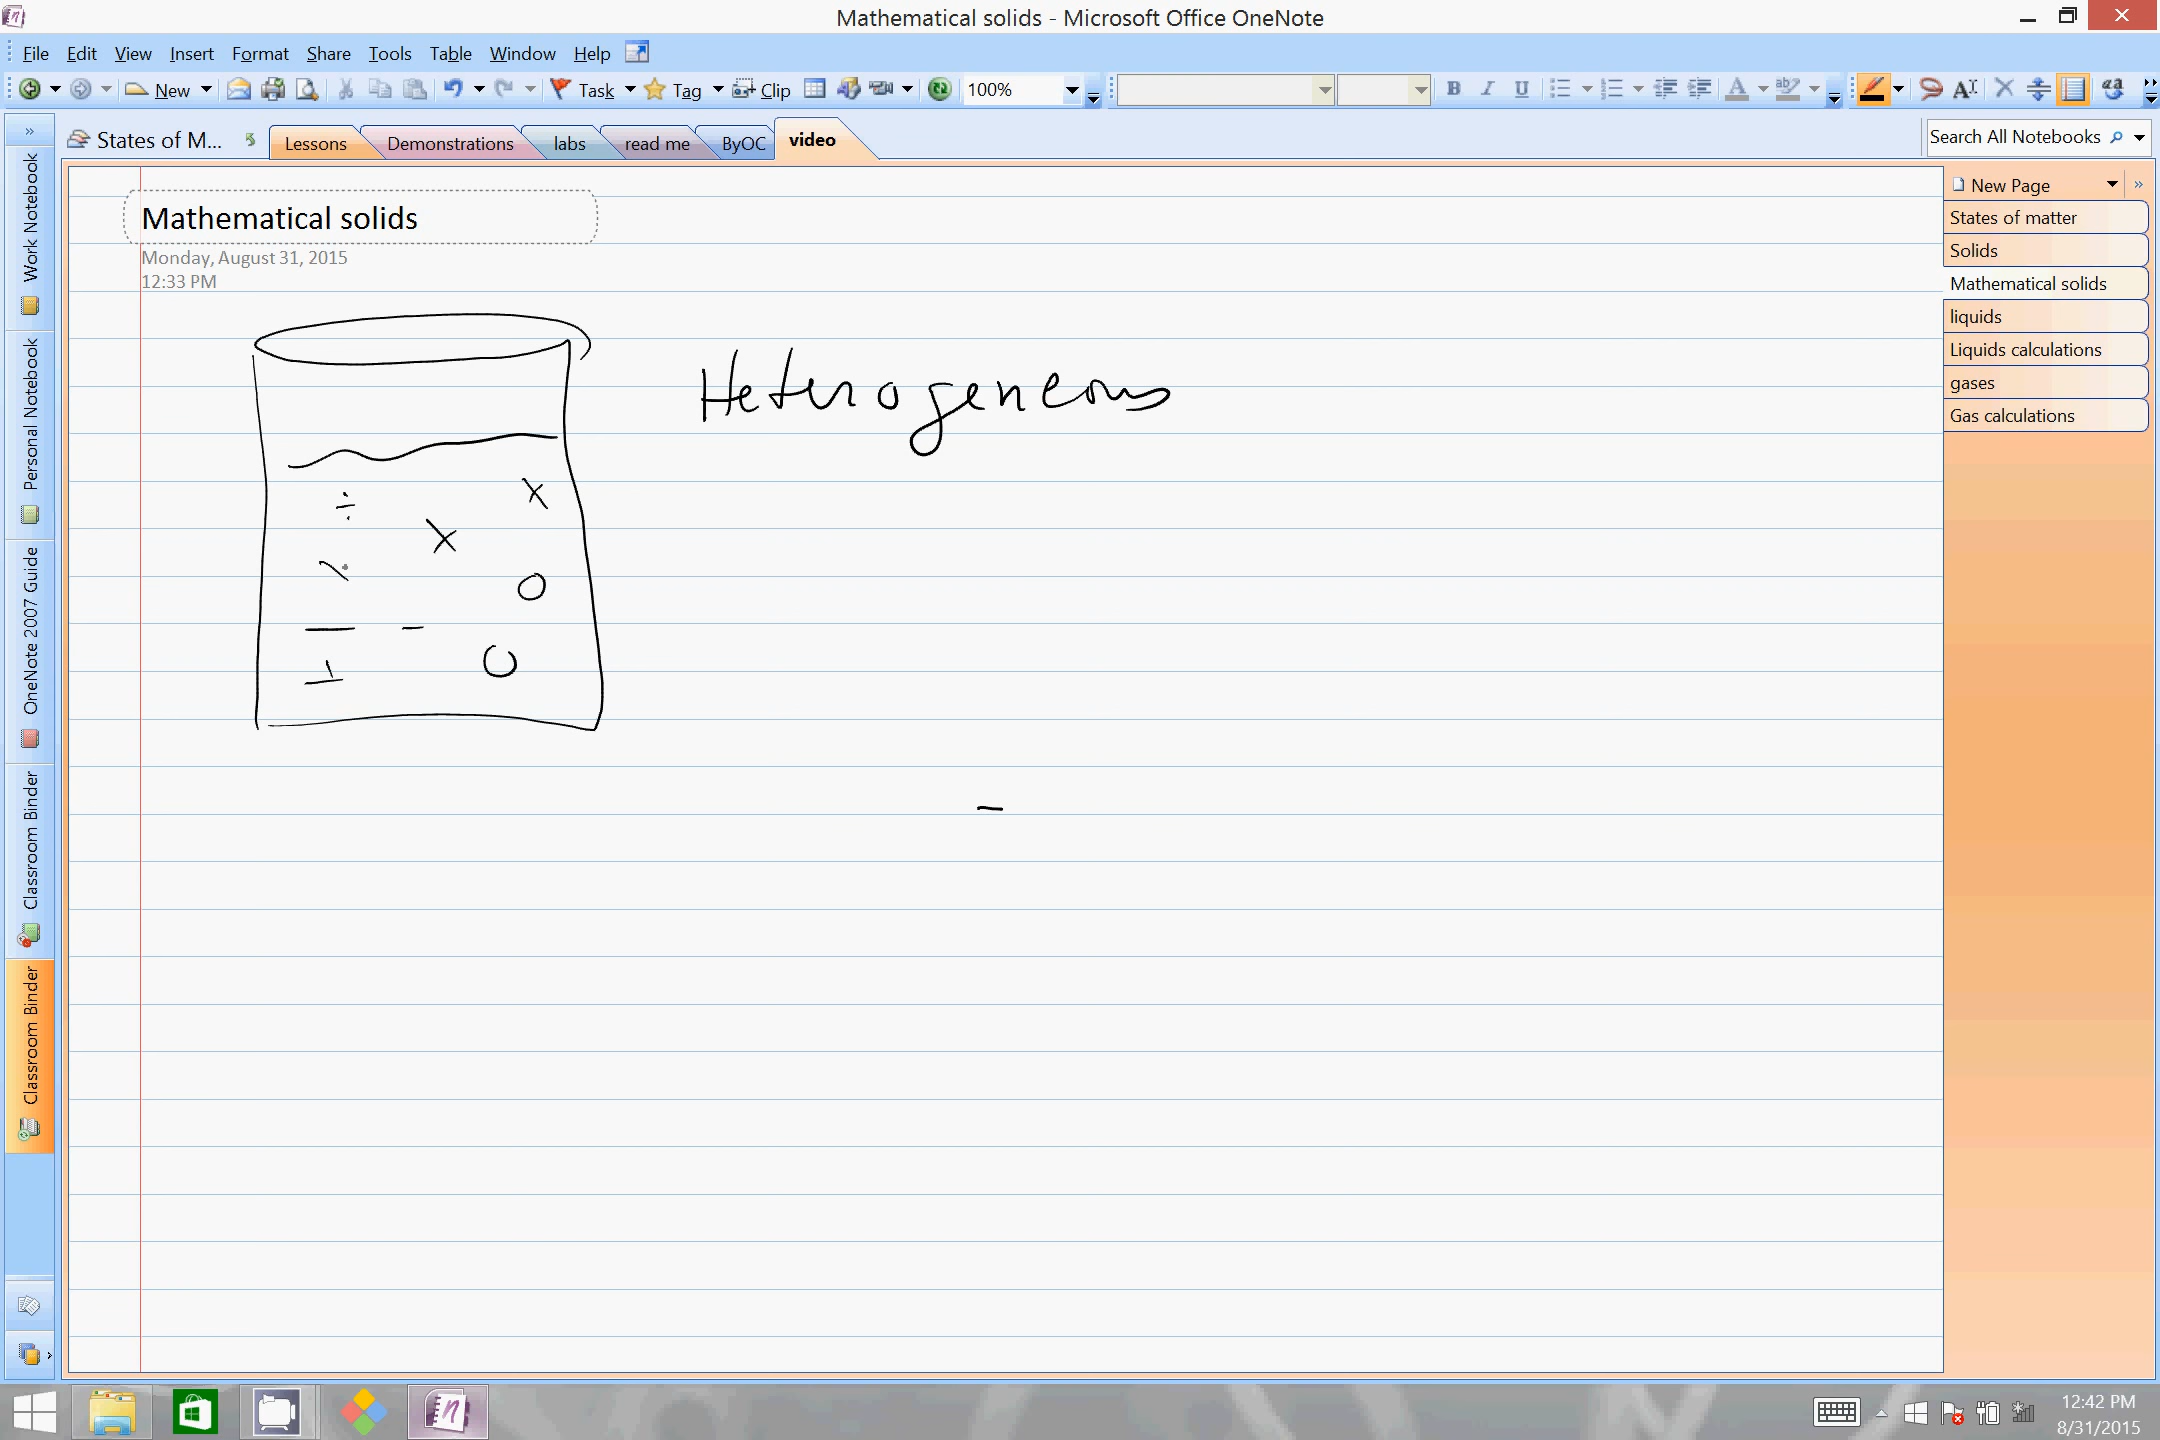 Mathematical solids - Microsoft Office OneNote
File Edit View Insert Format Share Tools Table Window Help
New Task Tag Clip 100% B I U
States of M... Lessons Demonstrations labs read me ByOC video Search All Notebooks
New Page
States of matter
Solids
Mathematical solids
liquids
Liquids calculations
gases
Gas calculations
Work Notebook
Personal Notebook
OneNote 2007 Guide
Classroom Binder
Classroom Binder
Mathematical solids
Monday, August 31, 2015
12:33 PM
Heterogeneous
÷ x
x
O
— -
O
-
12:42 PM
8/31/2015